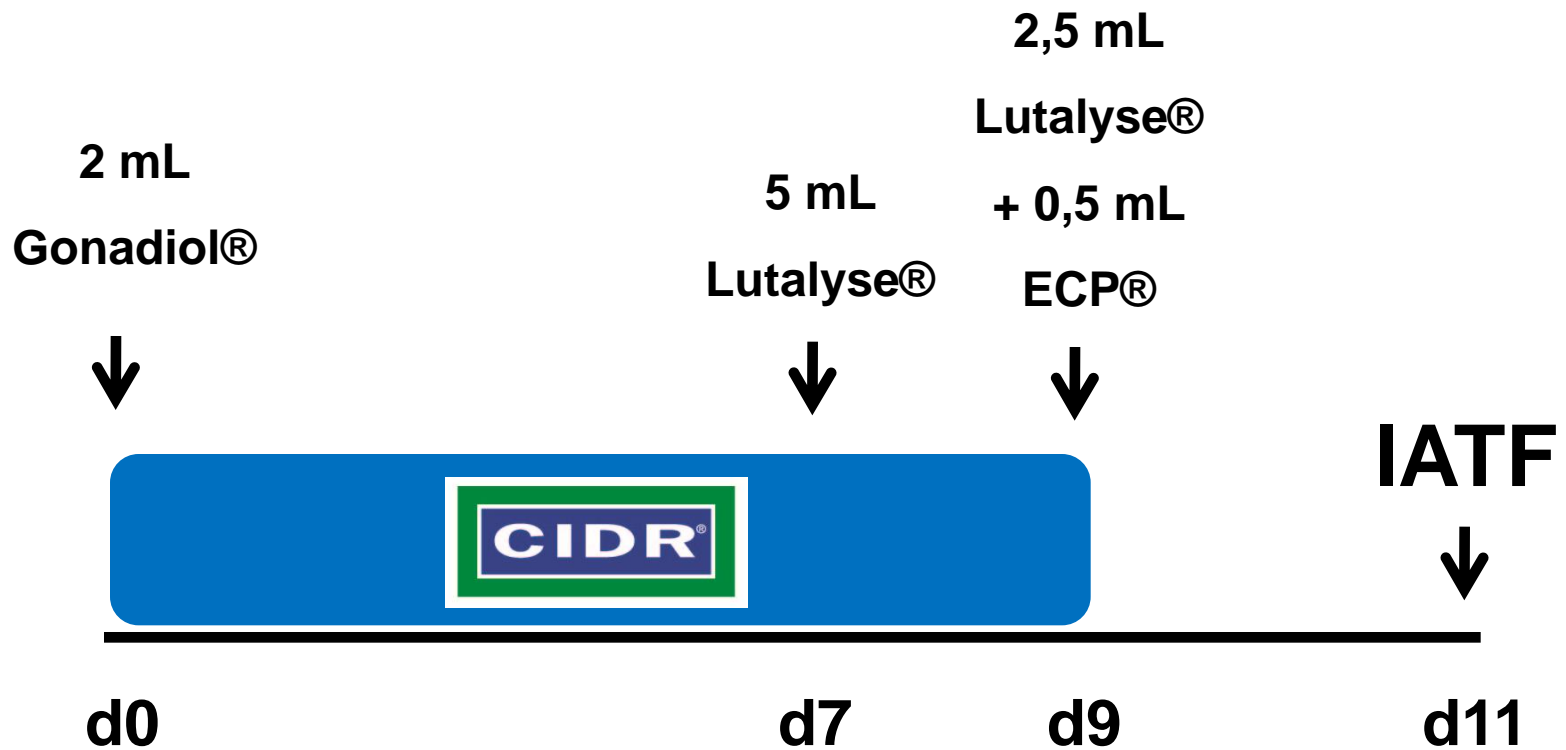 2 mL
Gonadiol®
5 mL
Lutalyse®
2,5 mL
Lutalyse®
+ 0,5 mL
ECP®
IATF
CIDR®
d0
d7
d9
d11